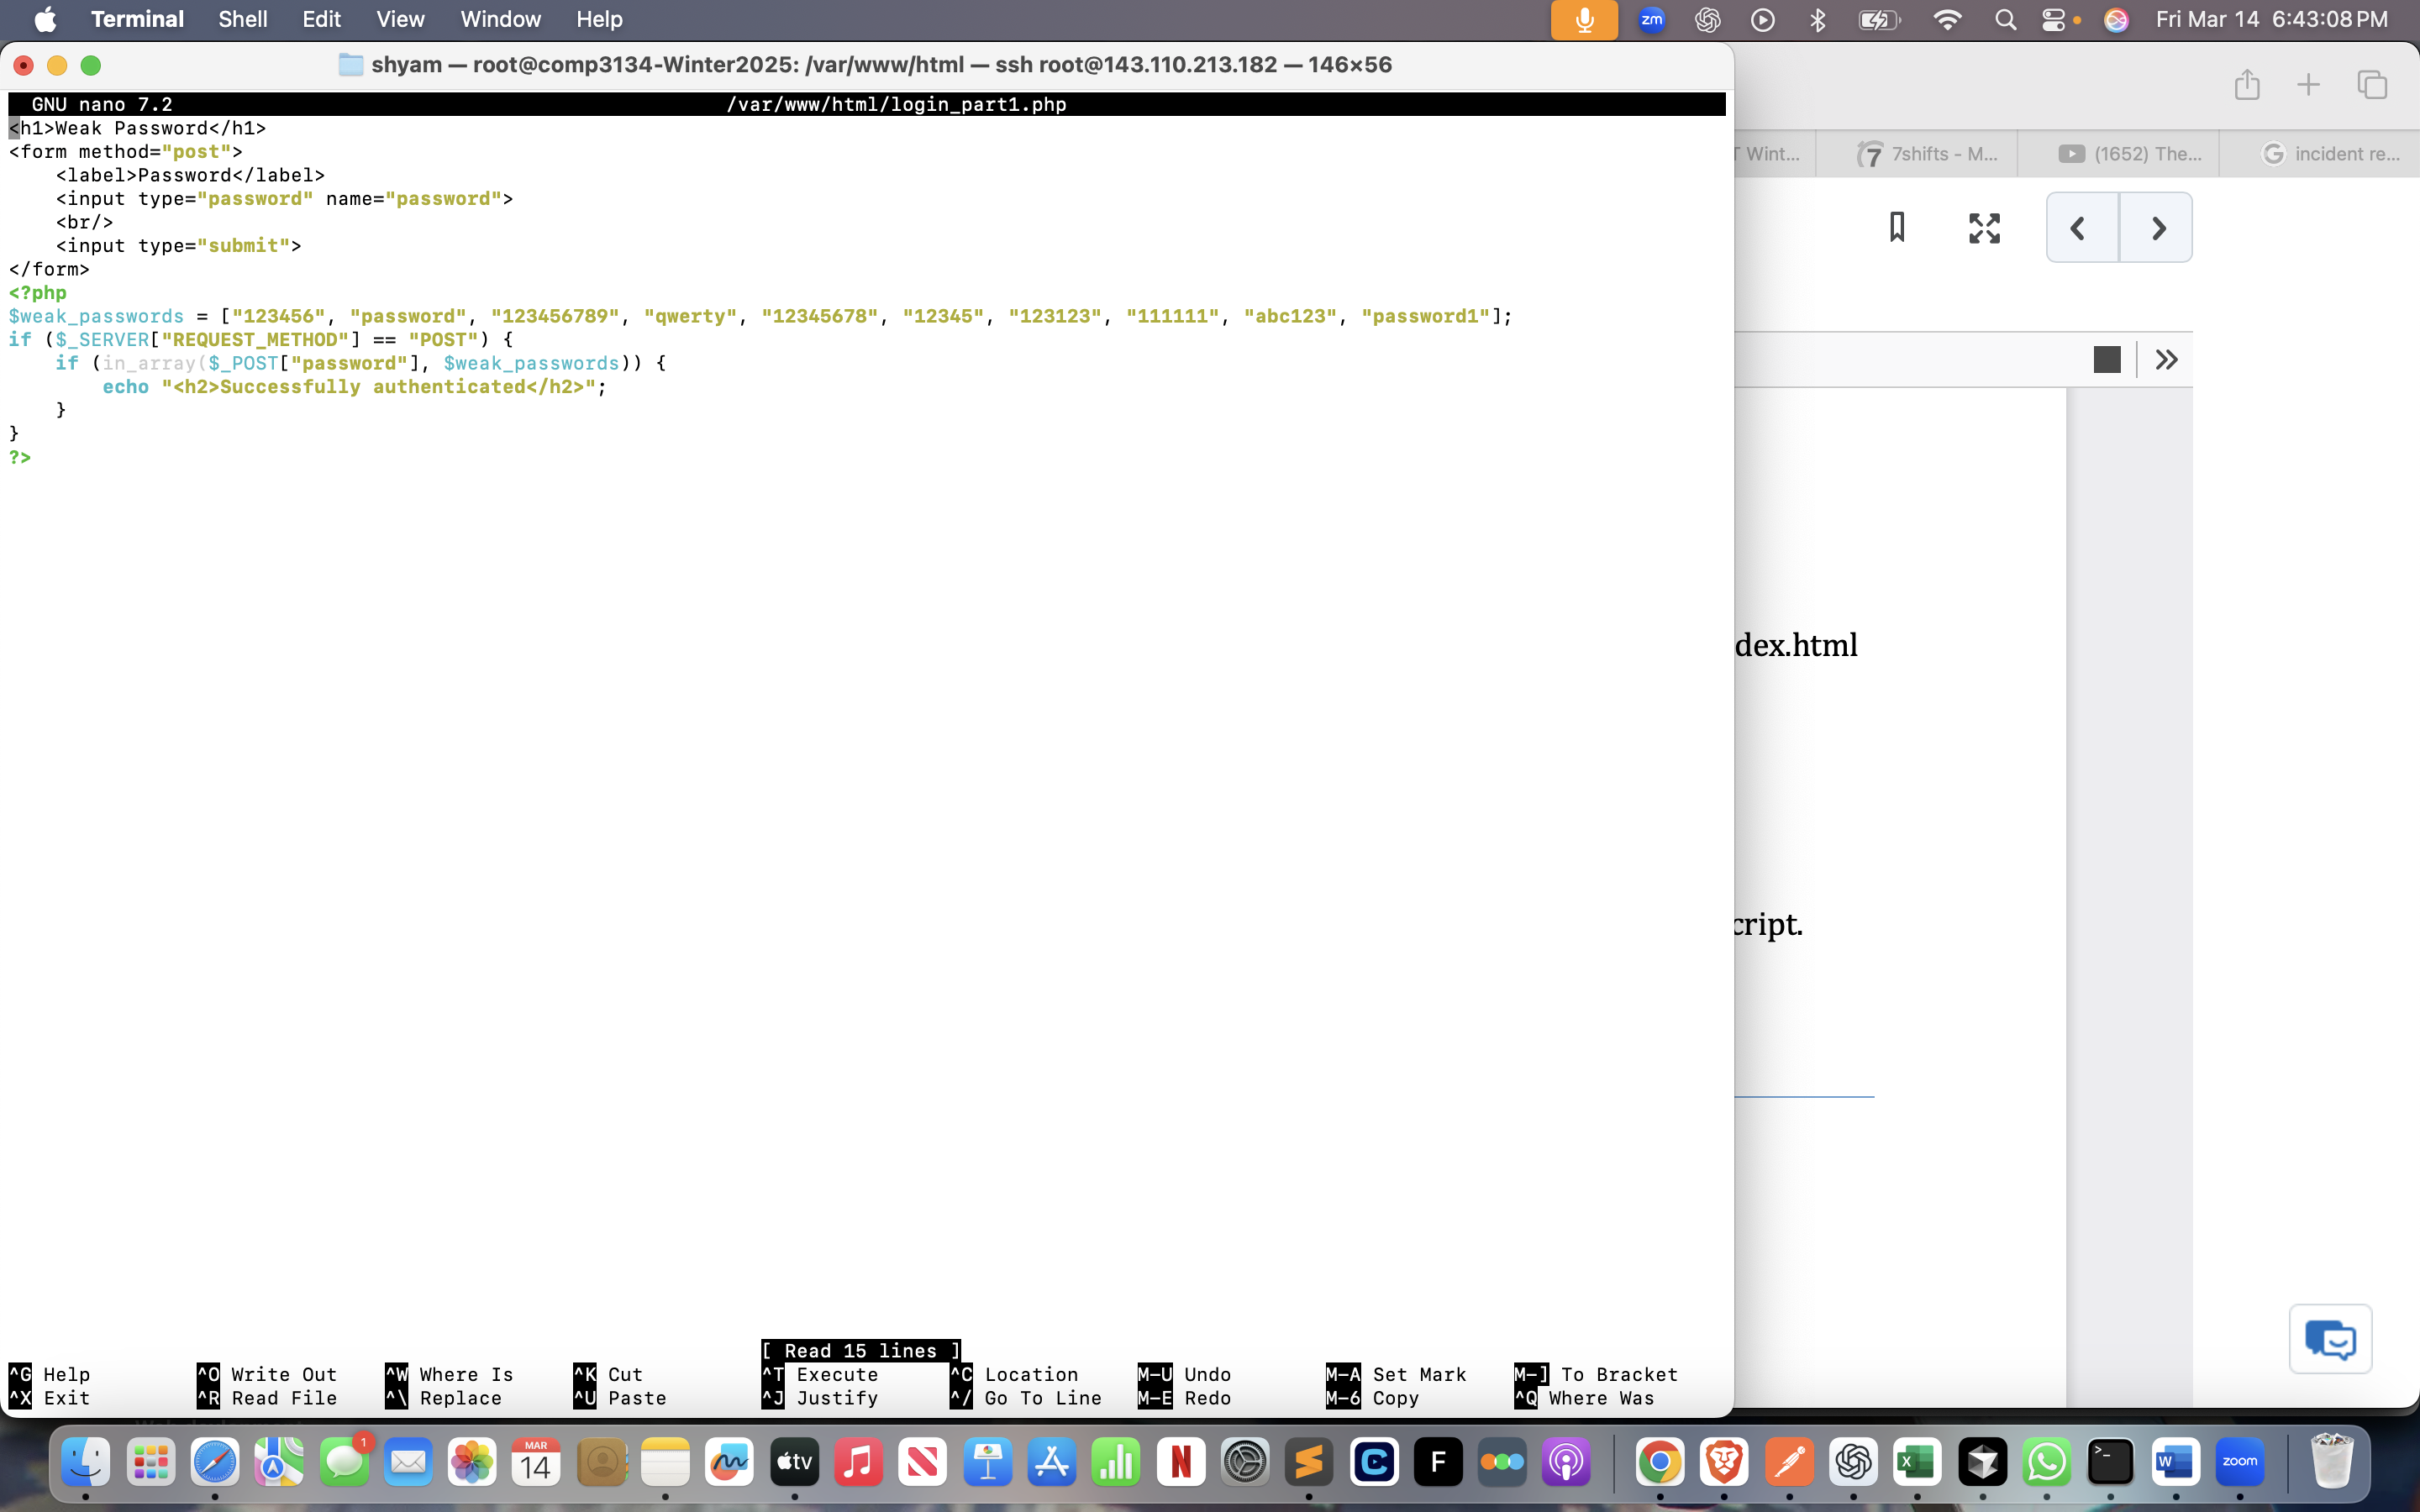 Terminal Shell Edit View Window Help zm Fri Mar 14 6:43:08 PM
shyam — root@comp3134-Winter2025: /var/www/html — ssh root@143.110.213.182 — 146×56
GNU nano 7.2 /var/www/html/login_part1.php
<h1>Weak Password</h1>
<form method="post">
    <label>Password</label>
    <input type="password" name="password">
    <br/>
    <input type="submit">
</form>
<?php
$weak_passwords = ["123456", "password", "123456789", "qwerty", "12345678", "12345", "123123", "111111", "abc123", "password1"];
if ($_SERVER["REQUEST_METHOD"] == "POST") {
    if (in_array($_POST["password"], $weak_passwords)) {
        echo "<h2>Successfully authenticated</h2>";
    }
}
?>
[ Read 15 lines ]
^G Help ^O Write Out ^W Where Is ^K Cut ^T Execute ^C Location M-U Undo M-A Set Mark M-] To Bracket
^X Exit ^R Read File ^\ Replace ^U Paste ^J Justify ^/ Go To Line M-E Redo M-6 Copy ^Q Where Was
T Wint... 7shifts - M... (1652) The... incident re...
dex.html
cript.
1
MAR
14
tv
F
zoom